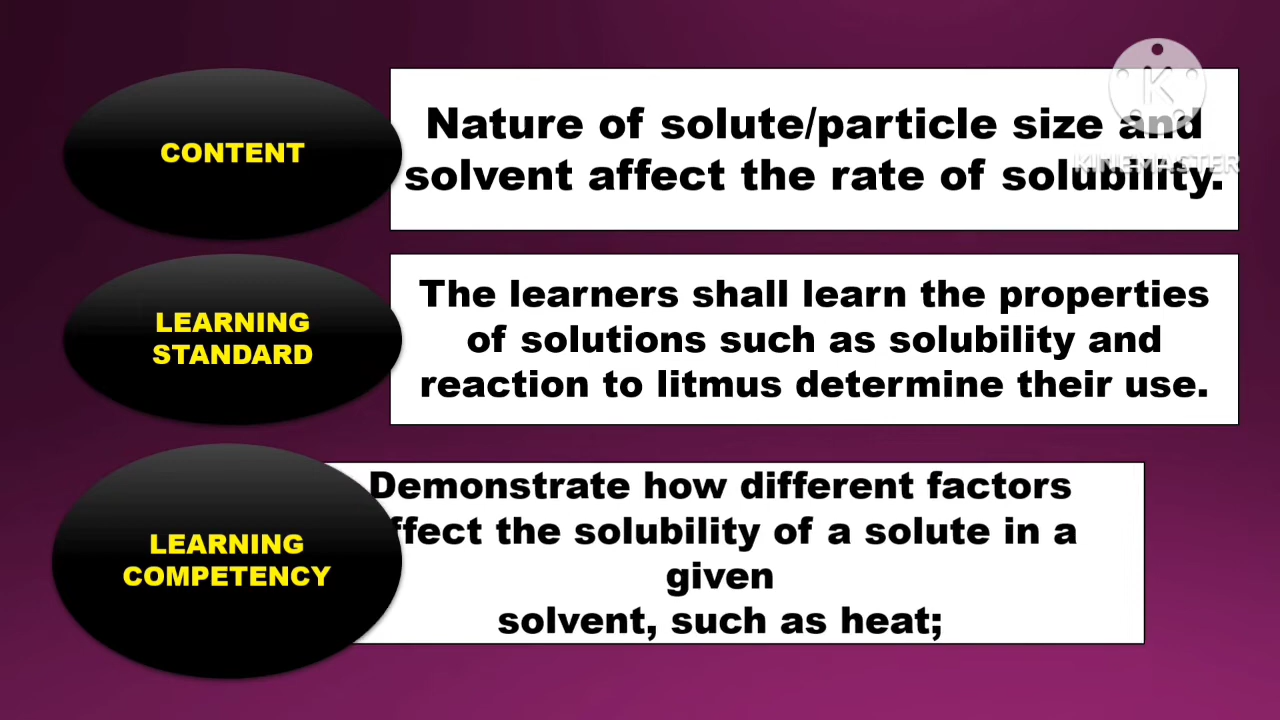 CONTENT
Nature of solute/particle size and
solvent affect the rate of solubility.
K
KINEMASTER
LEARNING
STANDARD
The learners shall learn the properties
of solutions such as solubility and
reaction to litmus determine their use.
LEARNING
COMPETENCY
Demonstrate how different factors
ffect the solubility of a solute in a
given
solvent, such as heat;